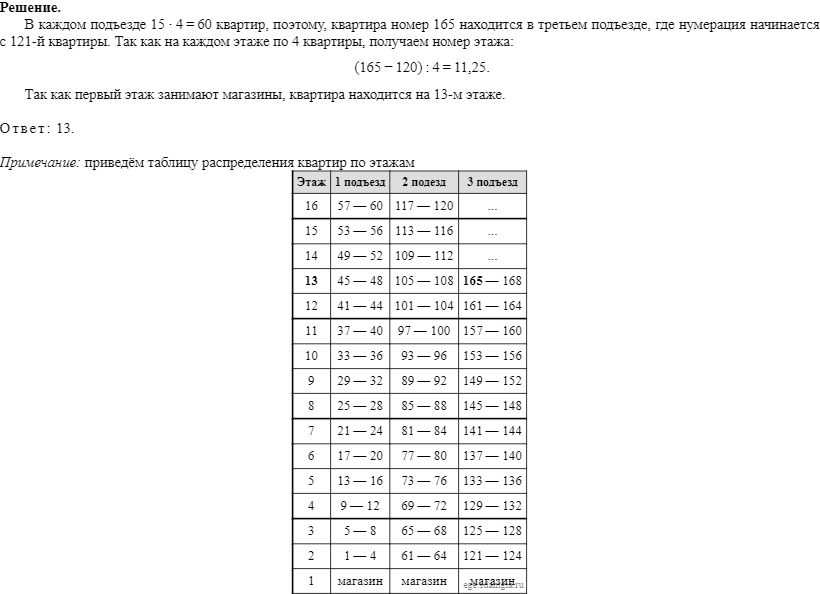 Решение.
В каждом подъезде 15 · 4 = 60 квартир, поэтому, квартира номер 165 находится в третьем подъезде, где нумерация начинается
с 121-й квартиры. Так как на каждом этаже по 4 квартиры, получаем номер этажа:
(165 − 120) : 4 = 11,25.
Так как первый этаж занимают магазины, квартира находится на 13-м этаже.
Ответ: 13.
Примечание: приведём таблицу распределения квартир по этажам
Этаж 1 подъезд 2 подезд 3 подъезд
16 57 — 60 117 — 120 ...
15 53 — 56 113 — 116 ...
14 49 — 52 109 — 112 ...
13 45 — 48 105 — 108 165 — 168
12 41 — 44 101 — 104 161 — 164
11 37 — 40 97 — 100 157 — 160
10 33 — 36 93 — 96 153 — 156
9 29 — 32 89 — 92 149 — 152
8 25 — 28 85 — 88 145 — 148
7 21 — 24 81 — 84 141 — 144
6 17 — 20 77 — 80 137 — 140
5 13 — 16 73 — 76 133 — 136
4 9 — 12 69 — 72 129 — 132
3 5 — 8 65 — 68 125 — 128
2 1 — 4 61 — 64 121 — 124
1 магазин магазин магазин